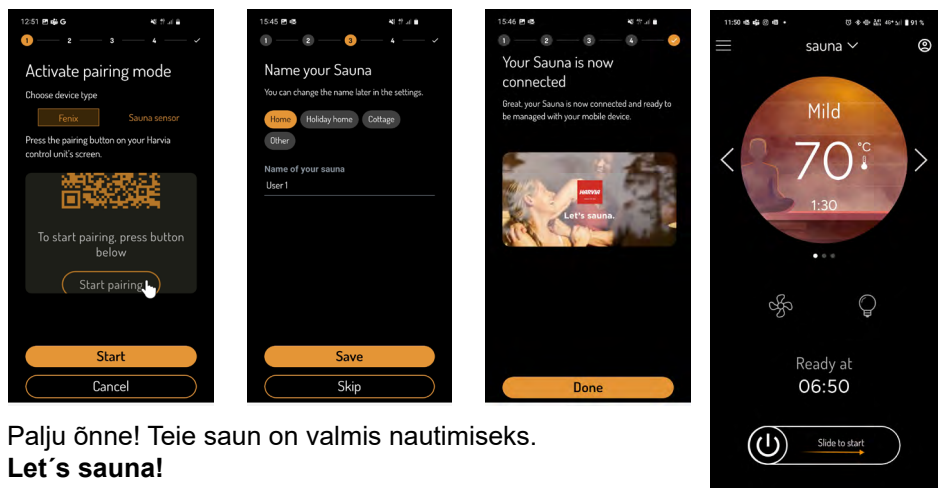 12:51 G
1 2 3 4
Activate pairing mode
Choose device type
Fenix Sauna sensor
Press the pairing button on your Harvia
control unit's screen.
To start pairing, press button
below
Start pairing
Start
Cancel
15:45
1 2 3 4
Name your Sauna
You can change the name later in the settings.
Home Holiday home Cottage
Other
Name of your sauna
User 1
Save
Skip
15:46
1 2 3 4
Your Sauna is now
connected
Great, your Sauna is now connected and ready to
be managed with your mobile device.
HARVIA
Let's sauna.
Done
11:50 91 %
sauna
Mild
70 °C
1:30
Ready at
06:50
Slide to start
Palju õnne! Teie saun on valmis nautimiseks.
Let´s sauna!